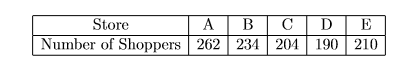 Store A B C D E
Number of Shoppers 262 234 204 190 210